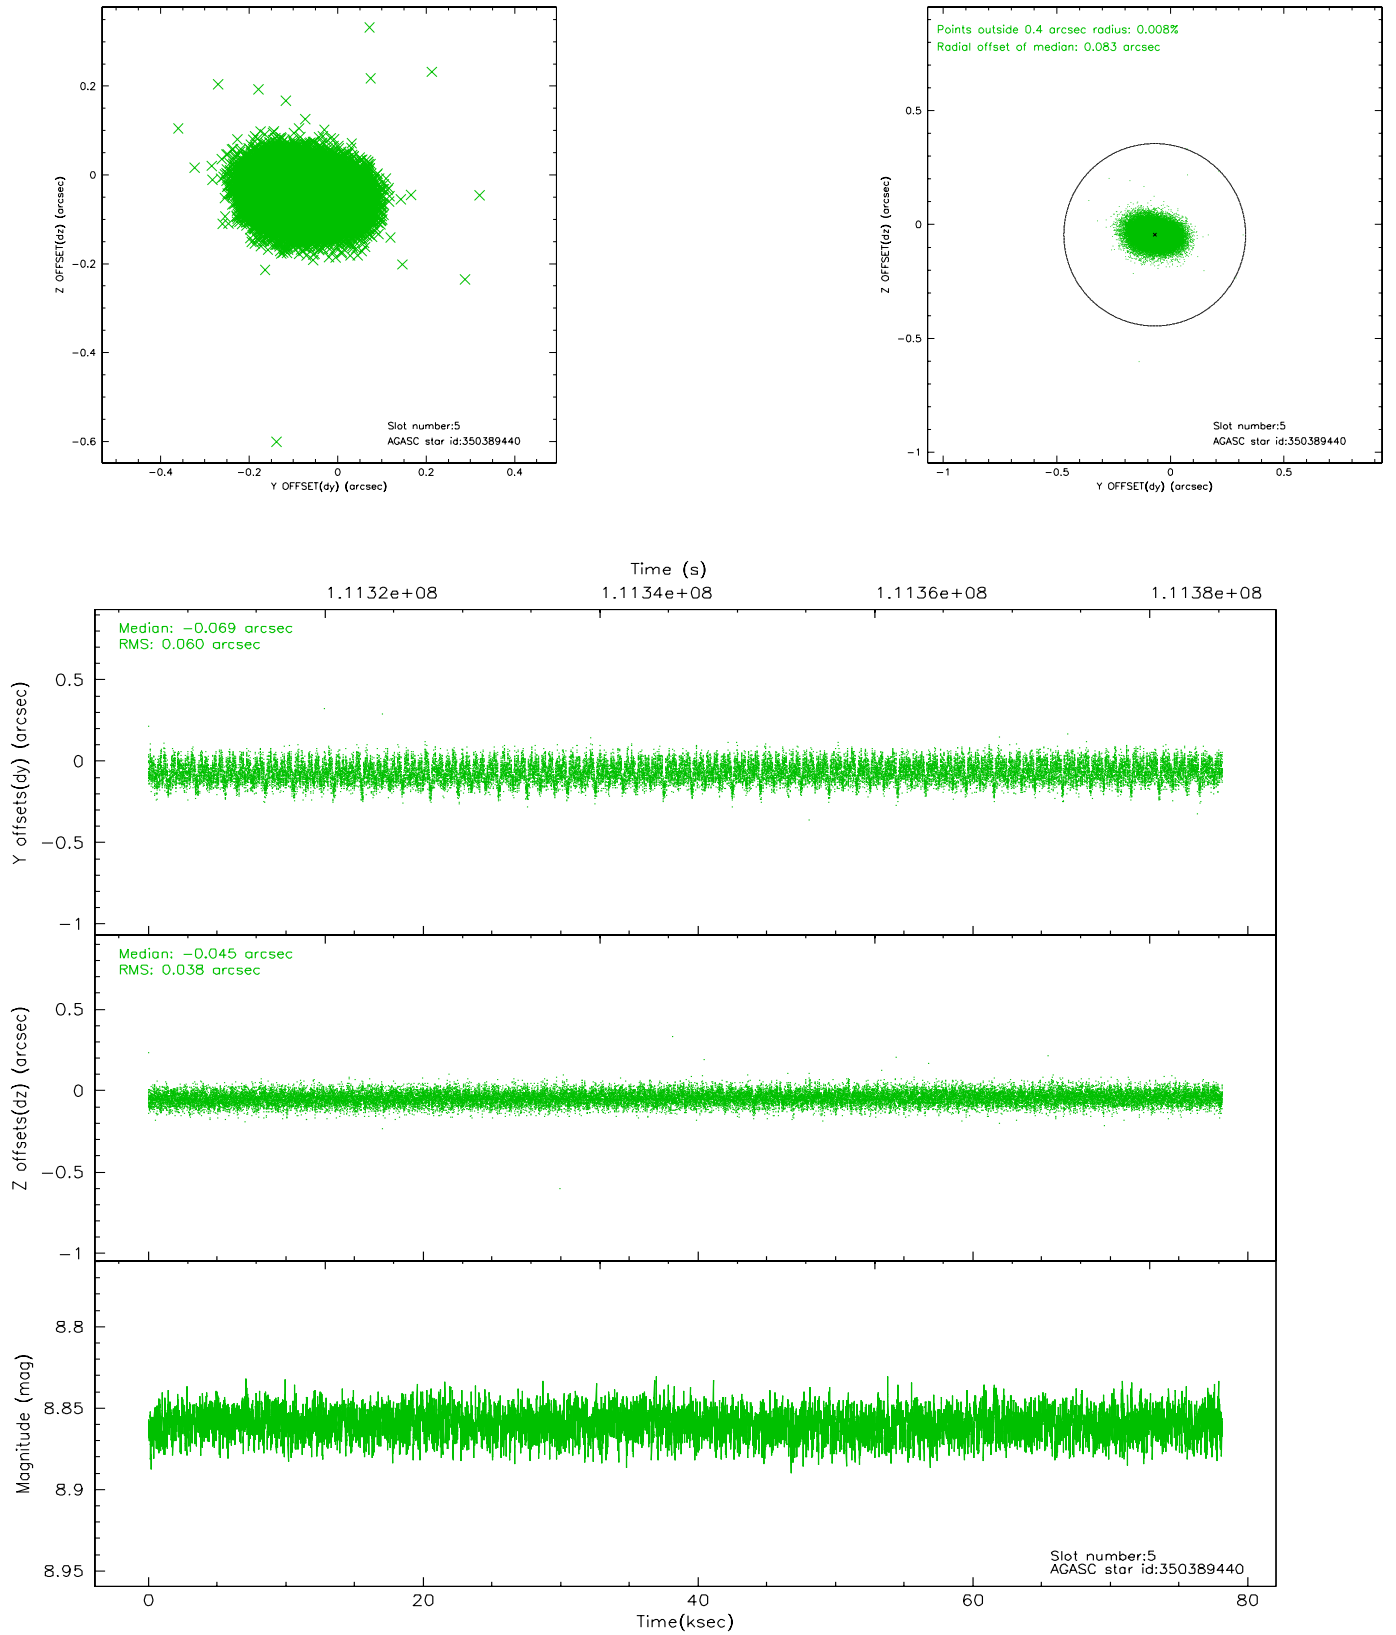 0.2
0
−0.2
−0.4
−0.6
Z OFFSET(dz) (arcsec)
Slot number:5
AGASC star id:350389440
−0.4 −0.2 0 0.2 0.4
Y OFFSET(dy) (arcsec)
Points outside 0.4 arcsec radius: 0.008%
Radial offset of median: 0.083 arcsec
0.5
0
−0.5
−1
Z OFFSET(dz) (arcsec)
Slot number:5
AGASC star id:350389440
−1 −0.5 0 0.5
Y OFFSET(dy) (arcsec)
Time (s)
1.1132e+08 1.1134e+08 1.1136e+08 1.1138e+08
Median: −0.069 arcsec
RMS: 0.060 arcsec
0.5
0
−0.5
−1
Y offsets(dy) (arcsec)
Median: −0.045 arcsec
RMS: 0.038 arcsec
0.5
0
−0.5
−1
Z offsets(dz) (arcsec)
8.8
8.85
8.9
8.95
Magnitude (mag)
Slot number:5
AGASC star id:350389440
0 20 40 60 80
Time(ksec)